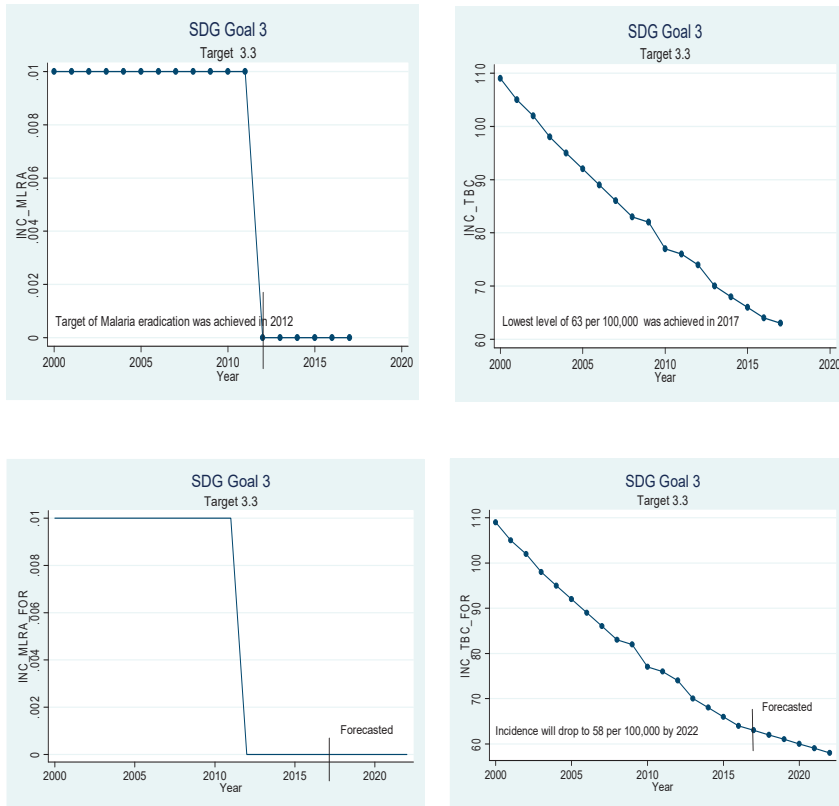 SDG Goal 3
Target 3.3
INC_MLRA
.01
.008
.006
.004
.002
0
Target of Malaria eradication was achieved in 2012
2000 2005 2010 2015 2020
Year
SDG Goal 3
Target 3.3
INC_TBC
110
100
90
80
70
60
Lowest level of 63 per 100,000 was achieved in 2017
2000 2005 2010 2015 2020
Year
SDG Goal 3
Target 3.3
INC_MLRA_FOR
.01
.008
.006
.004
.002
0
Forecasted
2000 2005 2010 2015 2020
Year
SDG Goal 3
Target 3.3
INC_TBC_FOR
110
100
90
80
70
60
Forecasted
Incidence will drop to 58 per 100,000 by 2022
2000 2005 2010 2015 2020
Year